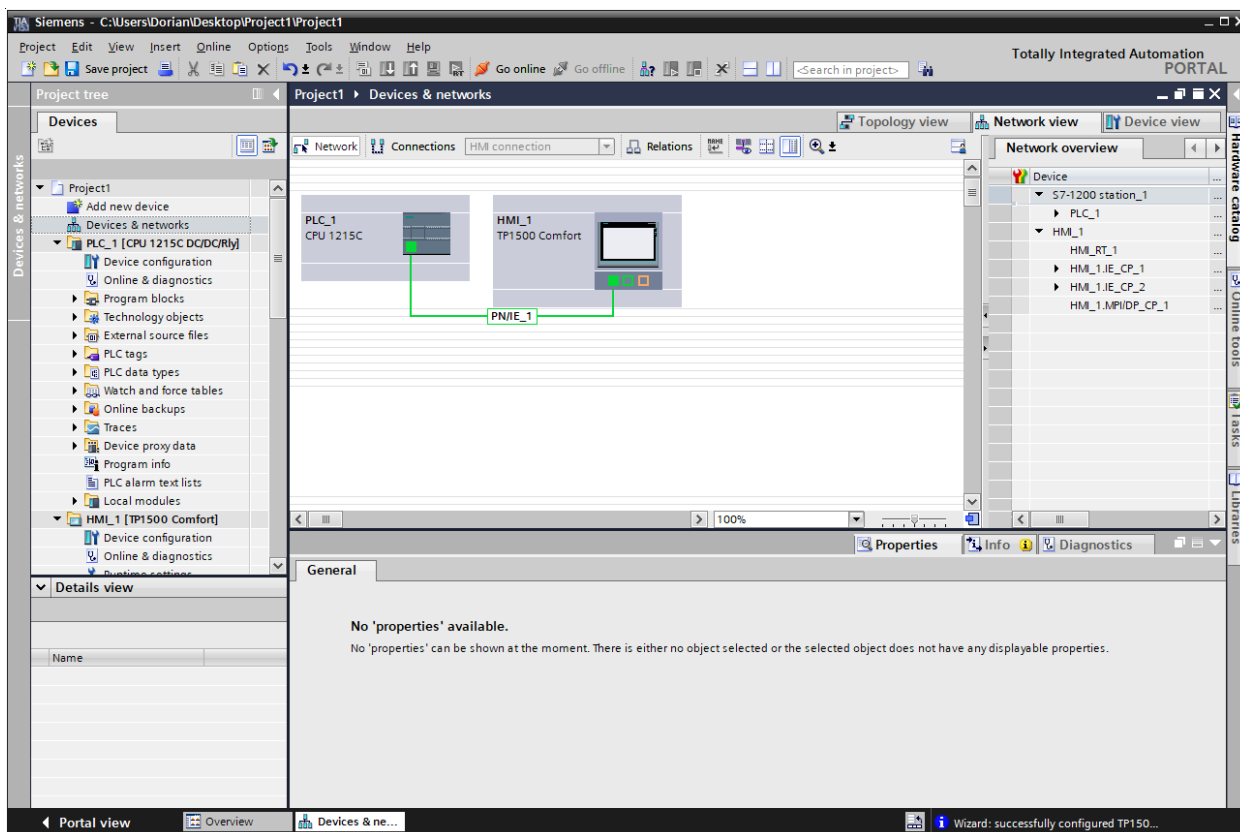 Siemens - C:\Users\Dorian\Desktop\Project1\Project1
Project Edit View Insert Online Options Tools Window Help
Totally Integrated Automation
PORTAL
Save project
Go online
Go offline
<Search in project>
Project tree
Project1 ▸ Devices & networks
Devices
Topology view
Network view
Device view
Network
Connections
HMI connection
Relations
Network overview
Device
...
S7-1200 station_1
...
PLC_1
...
HMI_1
...
HMI_RT_1
HMI_1.IE_CP_1
...
HMI_1.IE_CP_2
...
HMI_1.MPI/DP_CP_1
...
Devices & networks
Project1
Add new device
Devices & networks
PLC_1 [CPU 1215C DC/DC/Rly]
Device configuration
Online & diagnostics
Program blocks
Technology objects
External source files
PLC tags
PLC data types
Watch and force tables
Online backups
Traces
Device proxy data
Program info
PLC alarm text lists
Local modules
HMI_1 [TP1500 Comfort]
Device configuration
Online & diagnostics
Runtime settings
PLC_1
CPU 1215C
HMI_1
TP1500 Comfort
PN/IE_1
100%
Hardware catalog
Online tools
Tasks
Libraries
Properties
Info
Diagnostics
General
No 'properties' available.
No 'properties' can be shown at the moment. There is either no object selected or the selected object does not have any displayable properties.
Details view
Name
Portal view
Overview
Devices & ne...
Wizard: successfully configured TP150...